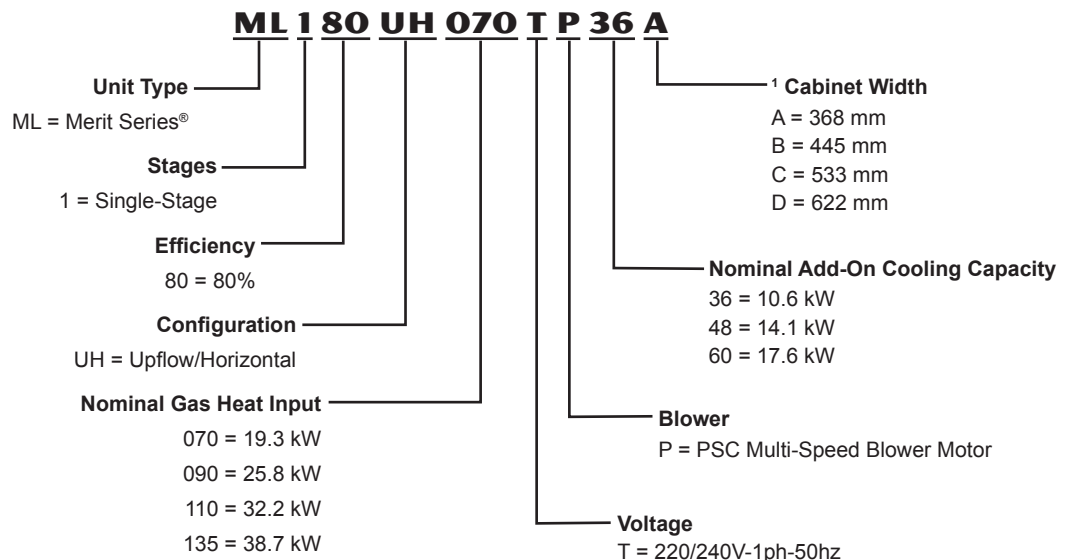 ML 1 80 UH 070 T P 36 A
Unit Type
ML = Merit Series®
Stages
1 = Single-Stage
Efficiency
80 = 80%
Configuration
UH = Upflow/Horizontal
Nominal Gas Heat Input
070 = 19.3 kW
090 = 25.8 kW
110 = 32.2 kW
135 = 38.7 kW
¹ Cabinet Width
A = 368 mm
B = 445 mm
C = 533 mm
D = 622 mm
Nominal Add-On Cooling Capacity
36 = 10.6 kW
48 = 14.1 kW
60 = 17.6 kW
Blower
P = PSC Multi-Speed Blower Motor
Voltage
T = 220/240V-1ph-50hz